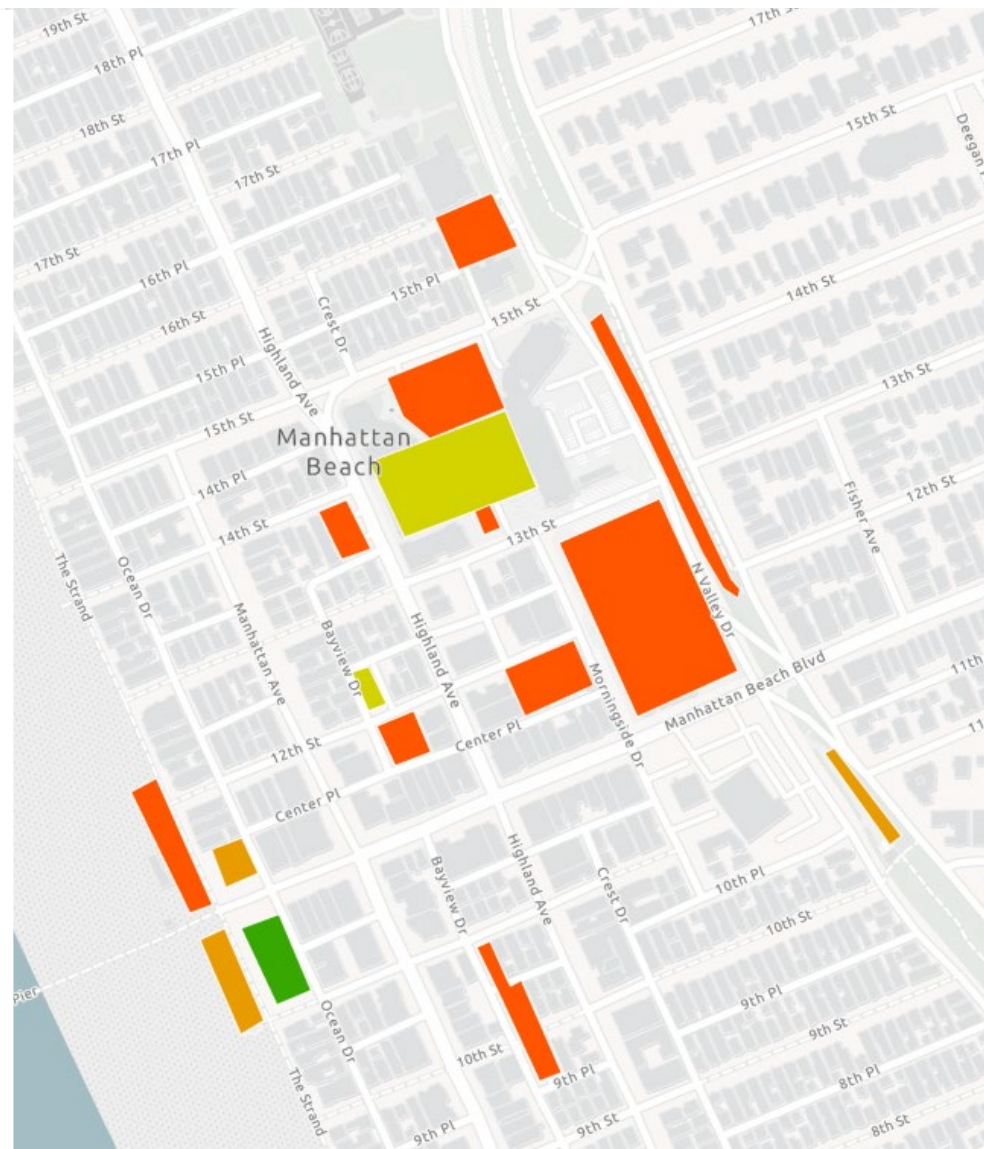 19th St
17th St
18th Pl
18th St
17th Pl
17th St
15th St
17th St
16th Pl
15th Pl
14th St
Crest Dr
16th St
15th St
Highland Ave
15th Pl
13th St
15th St
Manhattan
Beach
14th Pl
12th St
Fisher Ave
14th St
13th St
The Strand
Ocean Dr
N Valley Dr
Manhattan Ave
Bayview Dr
Highland Ave
11th
Manhattan Beach Blvd
Morningside Dr
12th St
Center Pl
11
Center Pl
Bayview Dr
Highland Ave
Crest Dr
10th Pl
10th St
Pier
9th Pl
Ocean Dr
9th St
10th St
9th Pl
8th Pl
The Strand
9th Pl
9th St
8th St